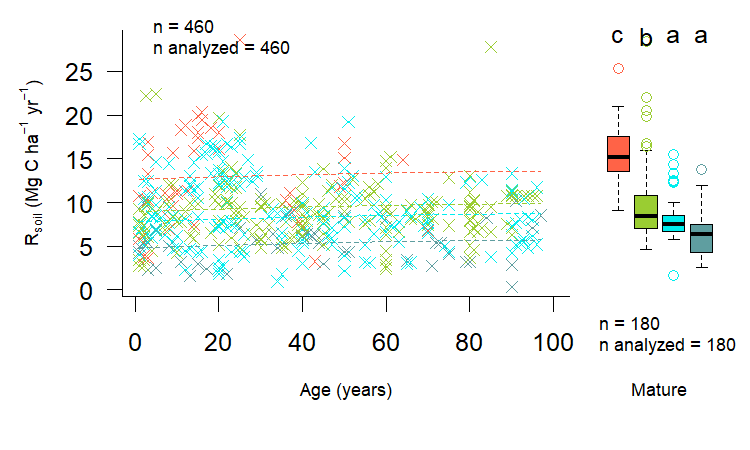 n = 460
n analyzed = 460
c b a a
25
20
15
10
5
0
R soil (Mg C ha−1 yr−1)
0 20 40 60 80 100
Age (years)
n = 180
n analyzed = 180
Mature